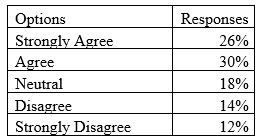 Options Responses
Strongly Agree 26%
Agree 30%
Neutral 18%
Disagree 14%
Strongly Disagree 12%